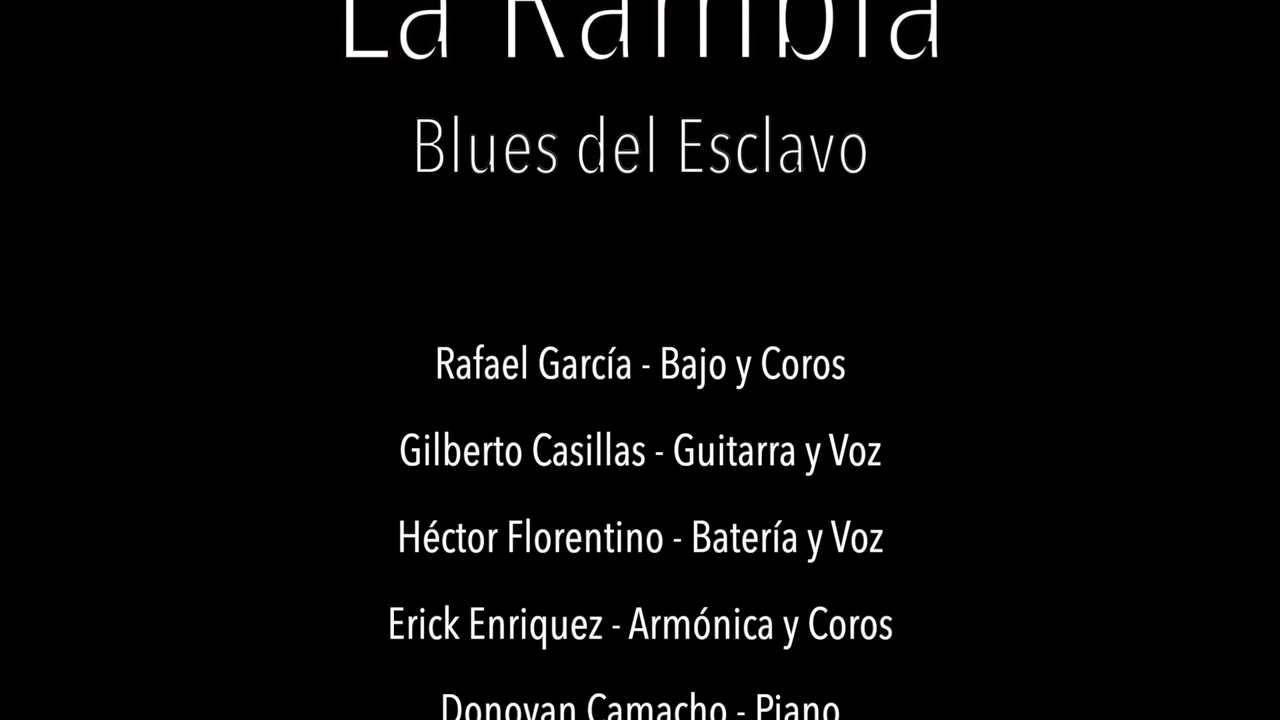 La Rambla
Blues del Esclavo
Rafael García - Bajo y Coros
Gilberto Casillas - Guitarra y Voz
Héctor Florentino - Batería y Voz
Erick Enriquez - Armónica y Coros
Donovan Camacho - Piano